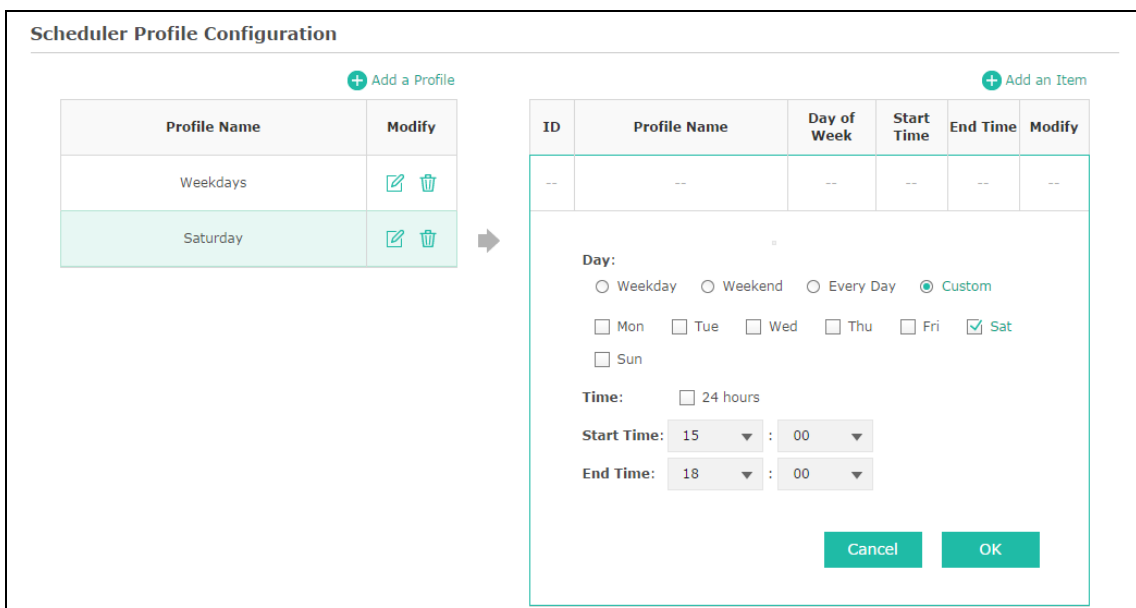 Scheduler Profile Configuration
Add a Profile
Profile Name Modify
Weekdays
Saturday
Add an Item
ID Profile Name Day of Week Start Time End Time Modify
-- -- -- -- -- --
Day:
Weekday Weekend Every Day Custom
Mon Tue Wed Thu Fri Sat
Sun
Time: 24 hours
Start Time: 15 : 00
End Time: 18 : 00
Cancel OK